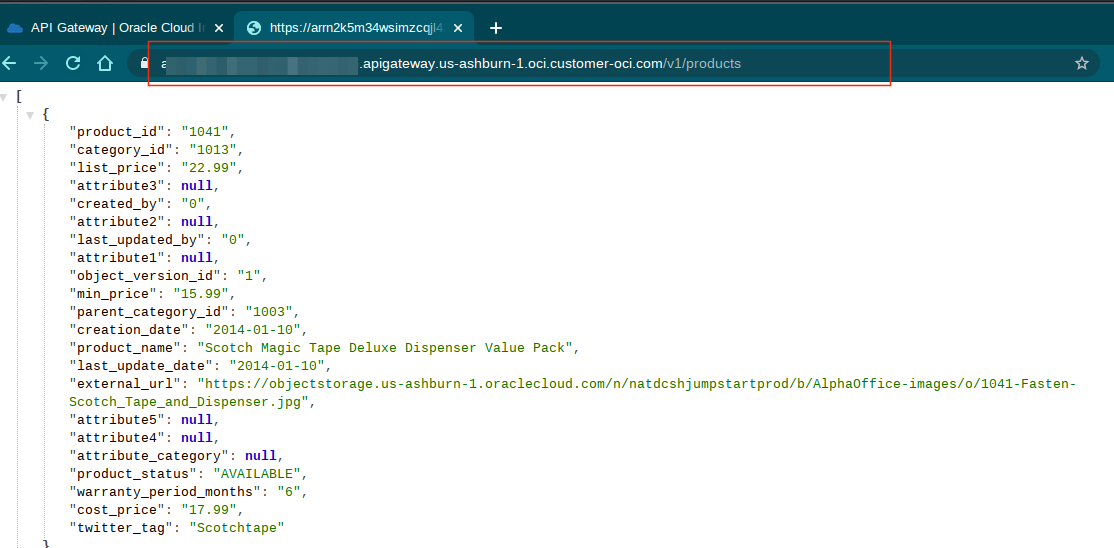 API Gateway | Oracle Cloud I
https://arrn2k5m34wsimzcqjl4
.apigateway.us-ashburn-1.oci.customer-oci.com/v1/products
[
{
"product_id": "1041",
"category_id": "1013",
"list_price": "22.99",
"attribute3": null,
"created_by": "0",
"attribute2": null,
"last_updated_by": "0",
"attribute1": null,
"object_version_id": "1",
"min_price": "15.99",
"parent_category_id": "1003",
"creation_date": "2014-01-10",
"product_name": "Scotch Magic Tape Deluxe Dispenser Value Pack",
"last_update_date": "2014-01-10",
"external_url": "https://objectstorage.us-ashburn-1.oraclecloud.com/n/natdcshjumpstartprod/b/AlphaOffice-images/o/1041-Fasten-
Scotch_Tape_and_Dispenser.jpg",
"attribute5": null,
"attribute4": null,
"attribute_category": null,
"product_status": "AVAILABLE",
"warranty_period_months": "6",
"cost_price": "17.99",
"twitter_tag": "Scotchtape"
}